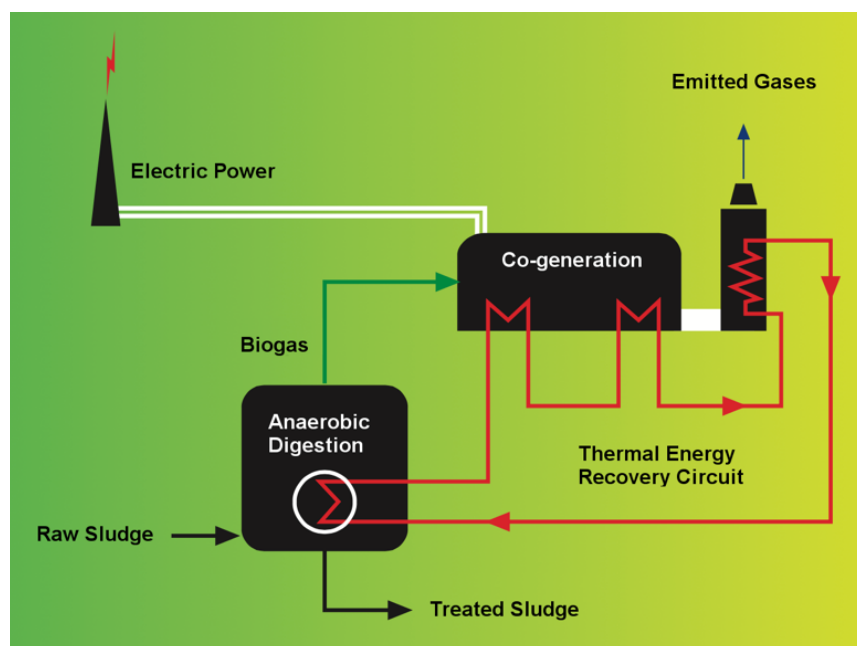 Emitted Gases
Electric Power
Co-generation
Biogas
Anaerobic
Digestion
Thermal Energy
Recovery Circuit
Raw Sludge
Treated Sludge